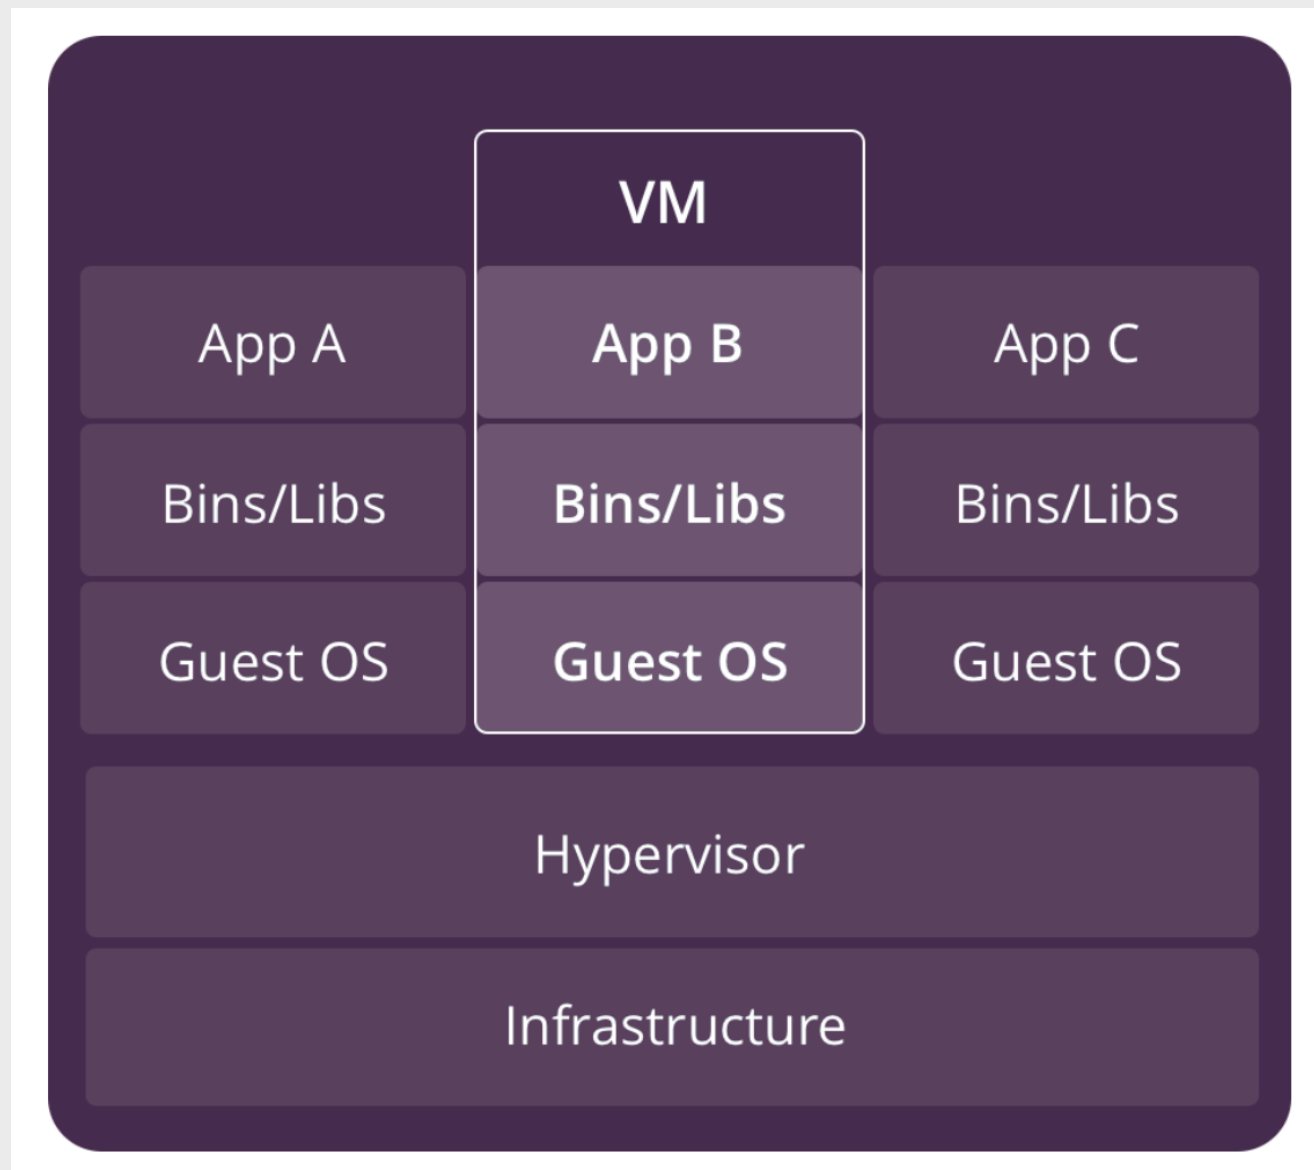 VM
App A
App B
App C
Bins/Libs
Bins/Libs
Bins/Libs
Guest OS
Guest OS
Guest OS
Hypervisor
Infrastructure